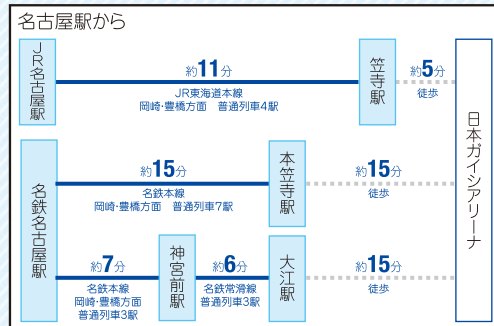 名古屋駅から
JR名古屋駅
約11分
JR東海道本線
岡崎・豊橋方面 普通列車4駅
笠寺駅
約5分
徒歩
日本ガイシアリーナ
名鉄名古屋駅
約15分
名鉄本線
岡崎・豊橋方面 普通列車7駅
本笠寺駅
約15分
徒歩
約7分
名鉄本線
岡崎・豊橋方面
普通列車3駅
神宮前駅
約6分
名鉄常滑線
普通列車3駅
大江駅
約15分
徒歩